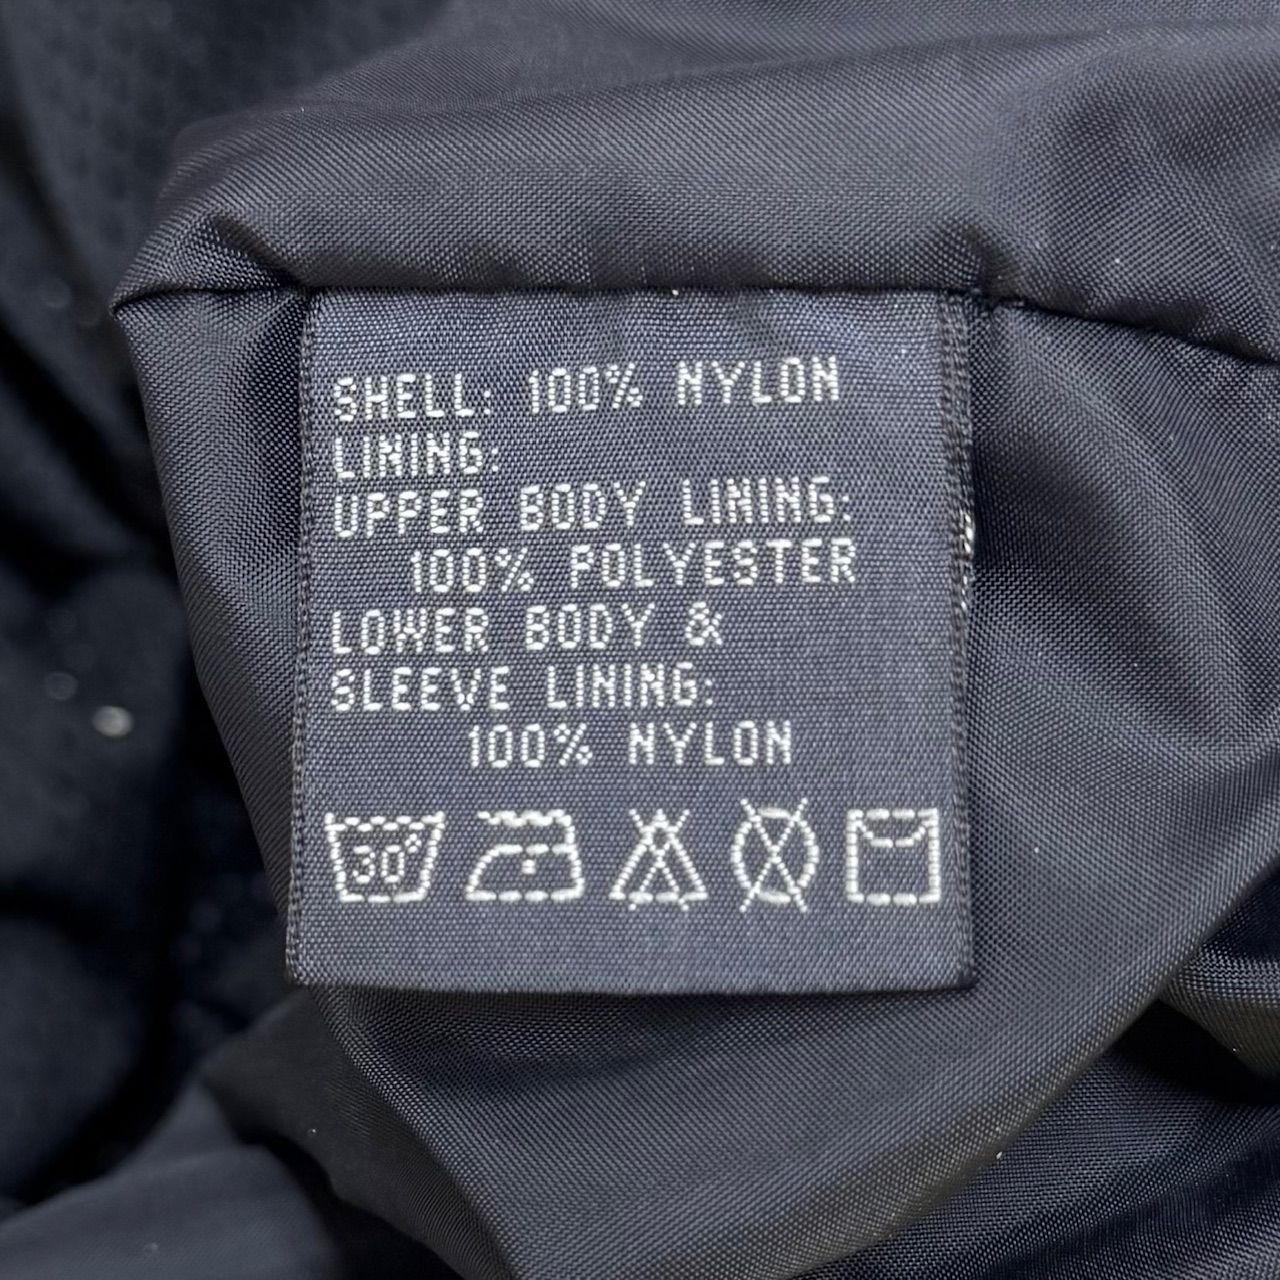 SHELL: 100% NYLON
LINING:
UPPER BODY LINING:
100% POLYESTER
LOWER BODY &
SLEEVE LINING:
100% NYLON
30°